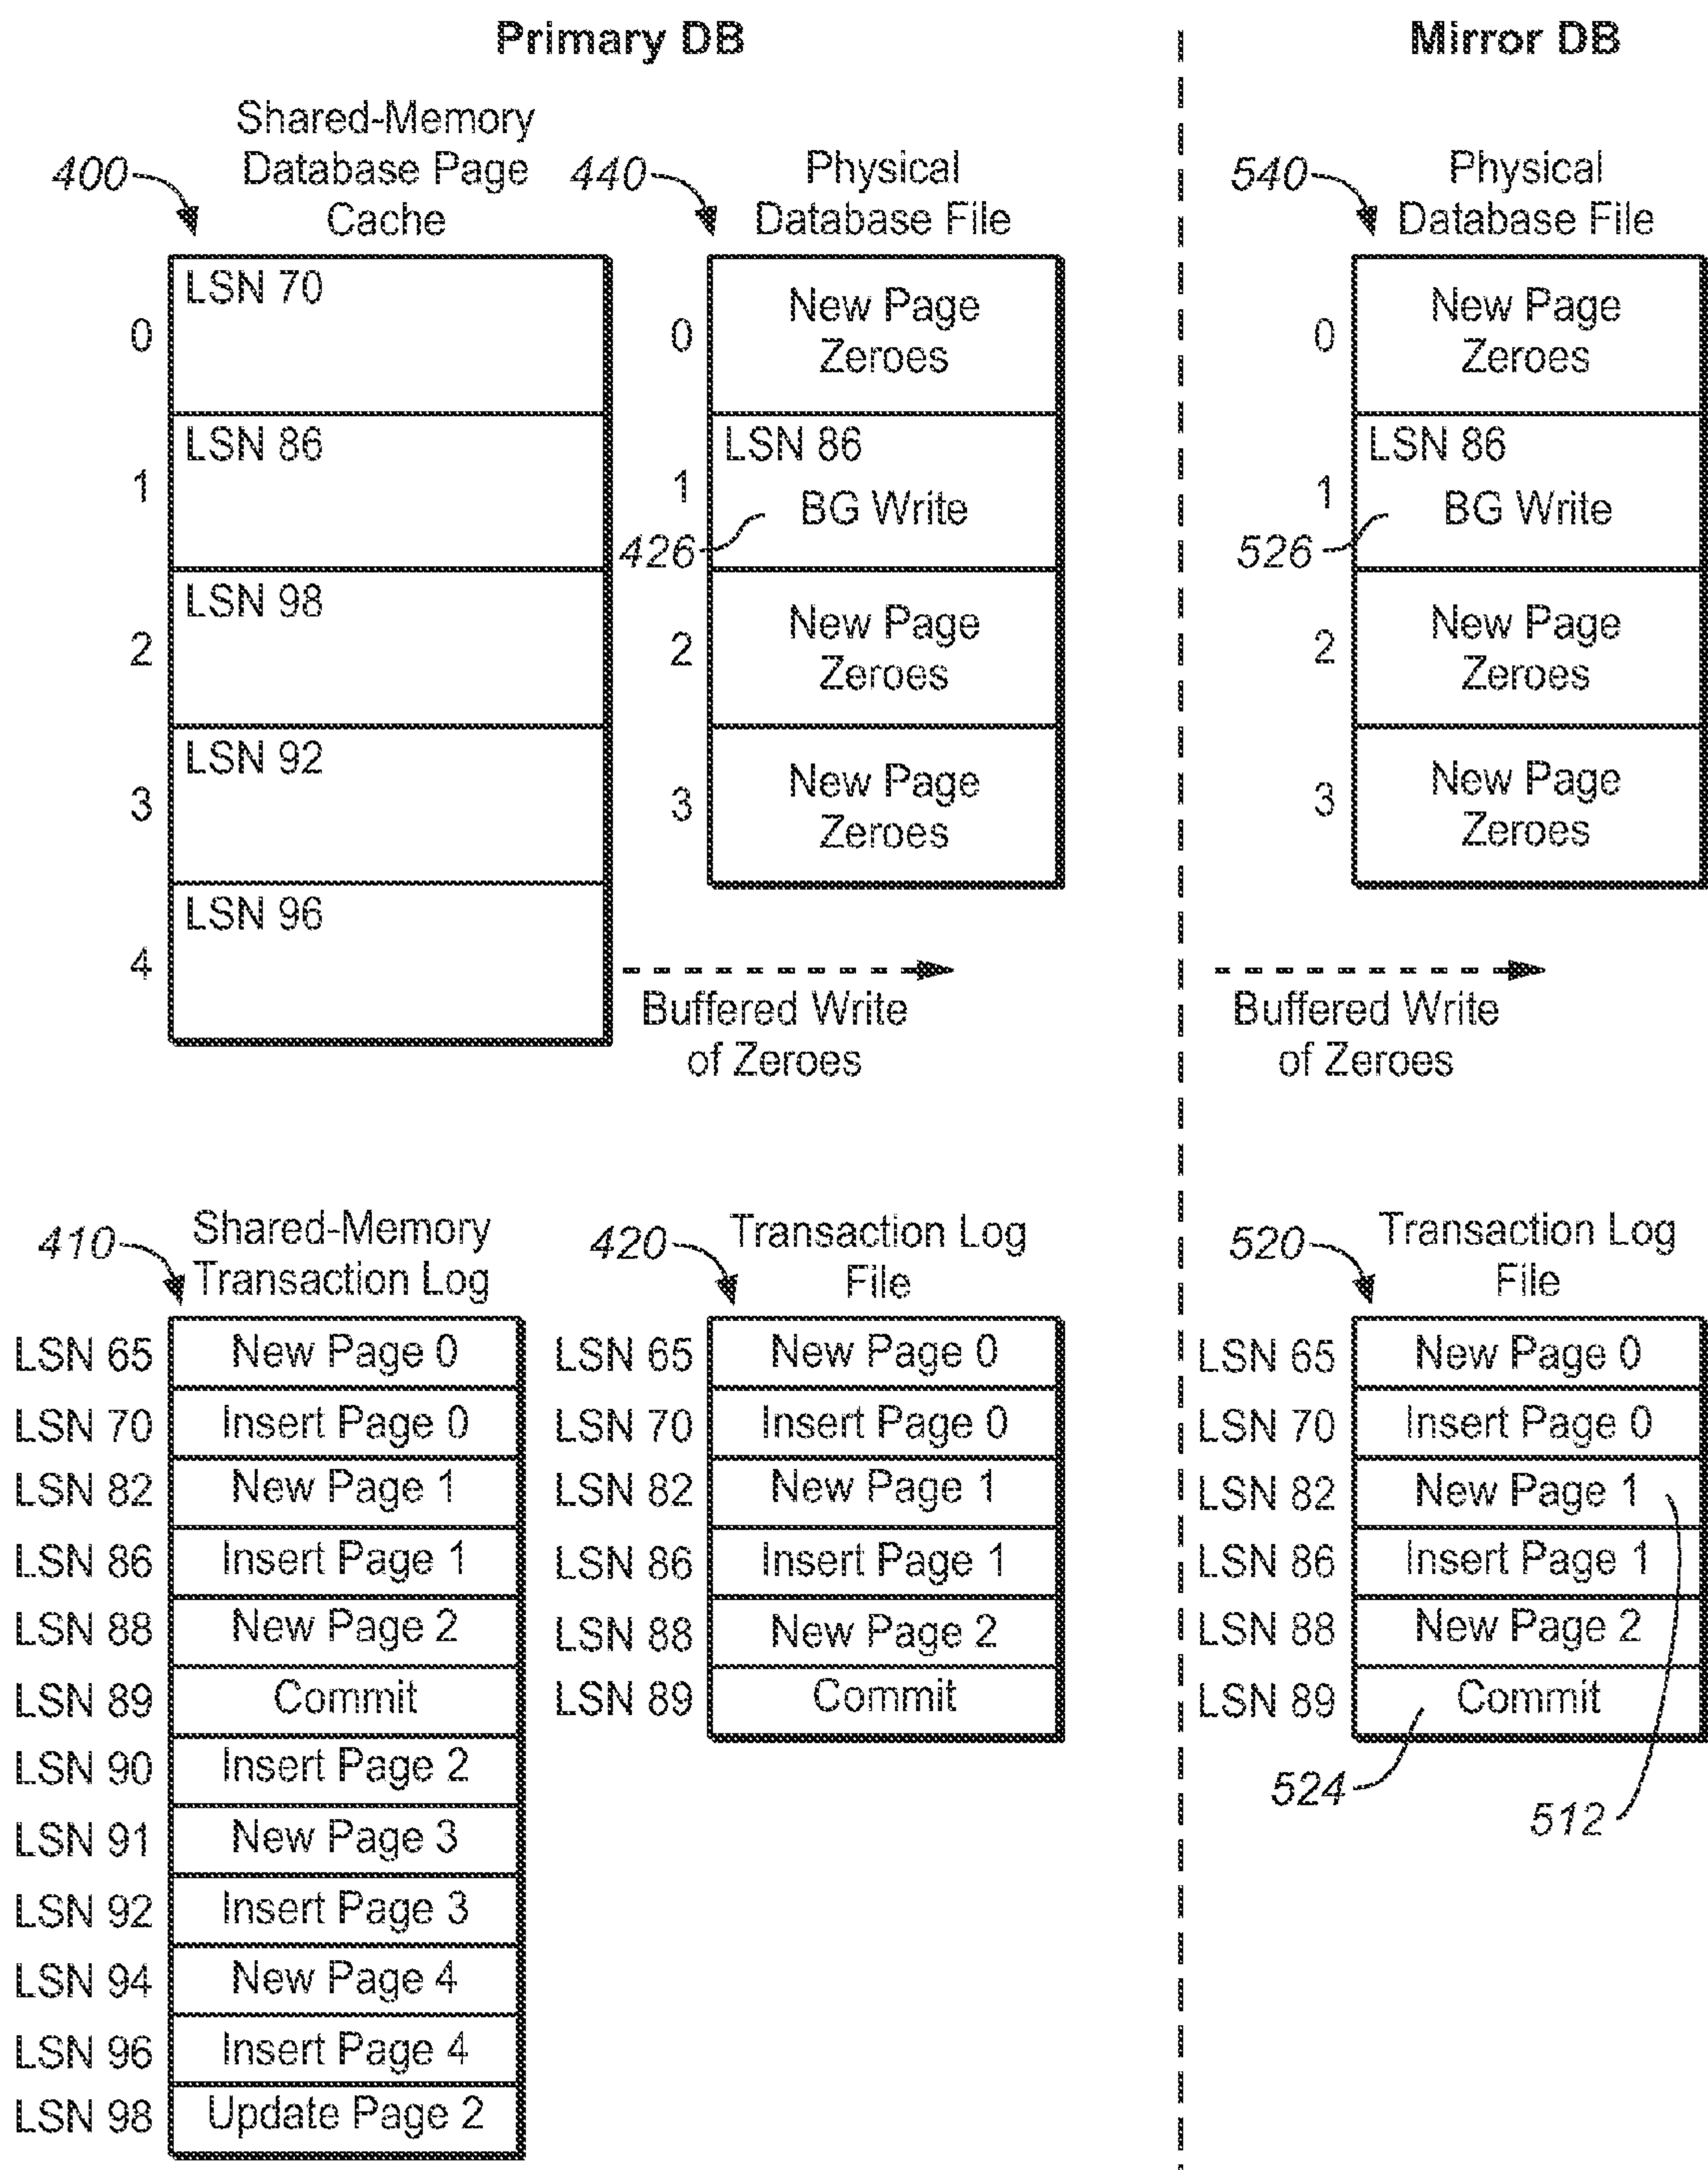 Primary DB
Mirror DB
400
Shared-Memory
Database Page
Cache
0
LSN 70
1
LSN 86
2
LSN 98
3
LSN 92
4
LSN 96
440
Physical
Database File
0
New Page
Zeroes
1
LSN 86
BG Write
426
2
New Page
Zeroes
3
New Page
Zeroes
Buffered Write
of Zeroes
540
Physical
Database File
0
New Page
Zeroes
1
LSN 86
BG Write
526
2
New Page
Zeroes
3
New Page
Zeroes
Buffered Write
of Zeroes
410
Shared-Memory
Transaction Log
LSN 65 New Page 0
LSN 70 Insert Page 0
LSN 82 New Page 1
LSN 86 Insert Page 1
LSN 88 New Page 2
LSN 89 Commit
LSN 90 Insert Page 2
LSN 91 New Page 3
LSN 92 Insert Page 3
LSN 94 New Page 4
LSN 96 Insert Page 4
LSN 98 Update Page 2
420
Transaction Log
File
LSN 65 New Page 0
LSN 70 Insert Page 0
LSN 82 New Page 1
LSN 86 Insert Page 1
LSN 88 New Page 2
LSN 89 Commit
520
Transaction Log
File
LSN 65 New Page 0
LSN 70 Insert Page 0
LSN 82 New Page 1
LSN 86 Insert Page 1
LSN 88 New Page 2
LSN 89 Commit
524
512